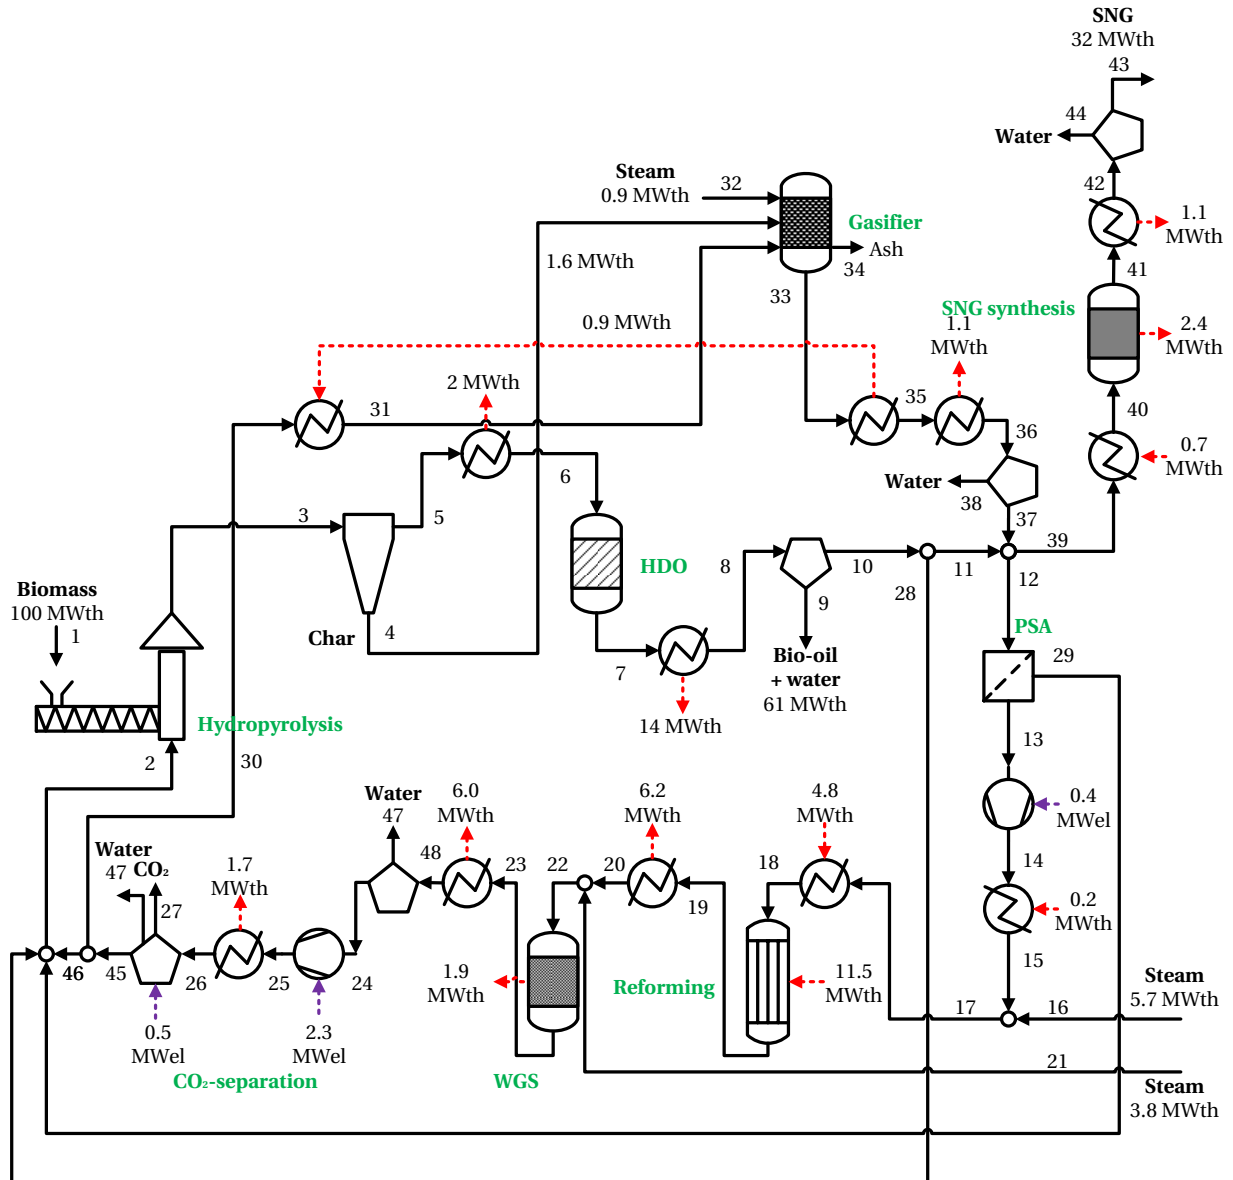 SNG
32 MWth
43
44
Water
42
1.1
MWth
41
Steam
0.9 MWth
32
Gasifier
Ash
34
1.6 MWth
33
SNG synthesis
2.4
MWth
0.9 MWth
1.1
MWth
2 MWth
31
35
40
36
0.7
MWth
Water
38
37
6
3
5
39
HDO
8
10
11
12
28
Biomass
100 MWth
1
9
PSA
29
Char
4
Bio-oil
+ water
61 MWth
7
14 MWth
Hydropyrolysis
2
30
13
0.4
MWel
Water
47
6.0
MWth
6.2
MWth
4.8
MWth
14
Water
47
CO₂
27
1.7
MWth
48
23
22
20
19
18
0.2
MWth
46
45
26
25
24
15
1.9
MWth
Reforming
11.5
MWth
Steam
5.7 MWth
17
16
0.5
MWel
2.3
MWel
CO₂-separation
WGS
21
Steam
3.8 MWth